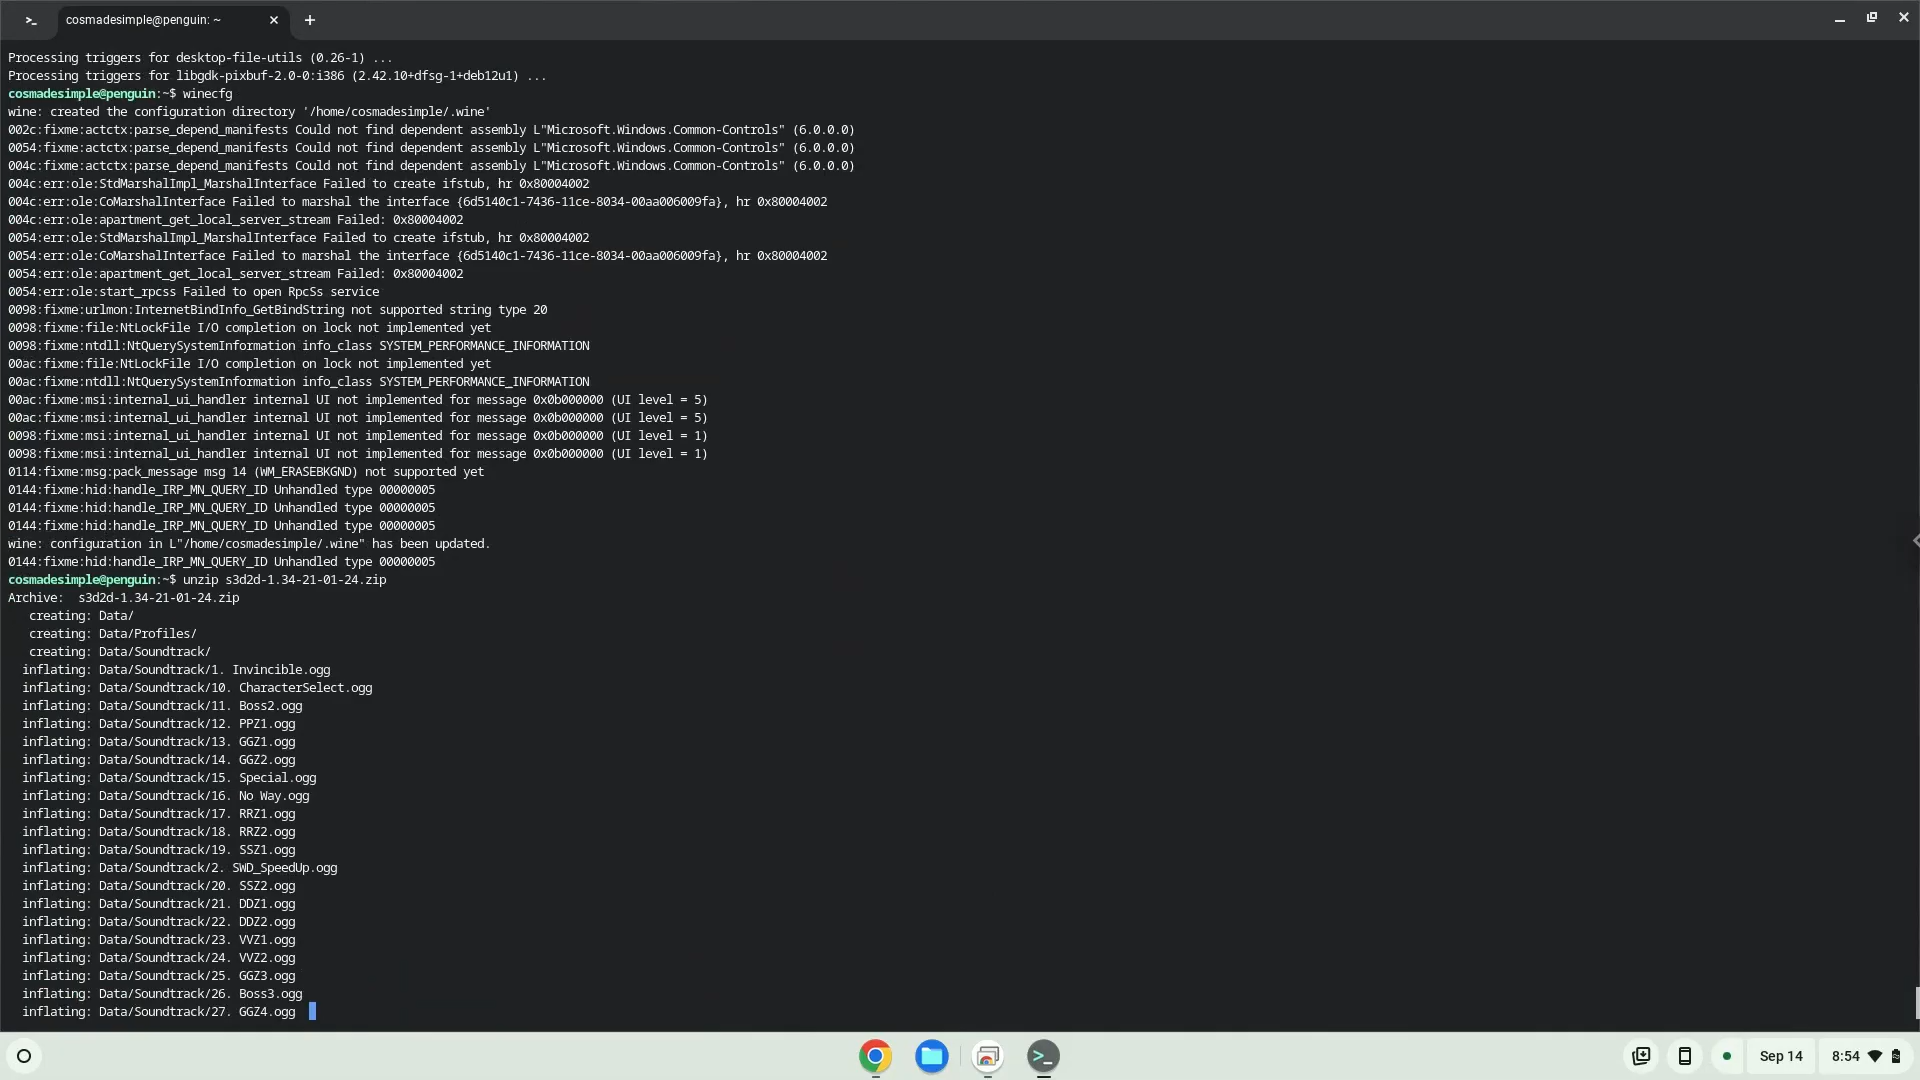 cosmadesimple@penguin: ~
Processing triggers for desktop-file-utils (0.26-1) ...
Processing triggers for libgdk-pixbuf-2.0-0:i386 (2.42.10+dfsg-1+deb12u1) ...
cosmadesimple@penguin:~$ winecfg
wine: created the configuration directory '/home/cosmadesimple/.wine'
002c:fixme:actctx:parse_depend_manifests Could not find dependent assembly L"Microsoft.Windows.Common-Controls" (6.0.0.0)
0054:fixme:actctx:parse_depend_manifests Could not find dependent assembly L"Microsoft.Windows.Common-Controls" (6.0.0.0)
004c:fixme:actctx:parse_depend_manifests Could not find dependent assembly L"Microsoft.Windows.Common-Controls" (6.0.0.0)
004c:err:ole:StdMarshalImpl_MarshalInterface Failed to create ifstub, hr 0x80004002
004c:err:ole:CoMarshalInterface Failed to marshal the interface {6d5140c1-7436-11ce-8034-00aa006009fa}, hr 0x80004002
004c:err:ole:apartment_get_local_server_stream Failed: 0x80004002
0054:err:ole:StdMarshalImpl_MarshalInterface Failed to create ifstub, hr 0x80004002
0054:err:ole:CoMarshalInterface Failed to marshal the interface {6d5140c1-7436-11ce-8034-00aa006009fa}, hr 0x80004002
0054:err:ole:apartment_get_local_server_stream Failed: 0x80004002
0054:err:ole:start_rpcss Failed to open RpcSs service
0098:fixme:urlmon:InternetBindInfo_GetBindString not supported string type 20
0098:fixme:file:NtLockFile I/O completion on lock not implemented yet
0098:fixme:ntdll:NtQuerySystemInformation info_class SYSTEM_PERFORMANCE_INFORMATION
00ac:fixme:file:NtLockFile I/O completion on lock not implemented yet
00ac:fixme:ntdll:NtQuerySystemInformation info_class SYSTEM_PERFORMANCE_INFORMATION
00ac:fixme:msi:internal_ui_handler internal UI not implemented for message 0x0b000000 (UI level = 5)
00ac:fixme:msi:internal_ui_handler internal UI not implemented for message 0x0b000000 (UI level = 5)
0098:fixme:msi:internal_ui_handler internal UI not implemented for message 0x0b000000 (UI level = 1)
0098:fixme:msi:internal_ui_handler internal UI not implemented for message 0x0b000000 (UI level = 1)
0114:fixme:msg:pack_message msg 14 (WM_ERASEBKGND) not supported yet
0144:fixme:hid:handle_IRP_MN_QUERY_ID Unhandled type 00000005
0144:fixme:hid:handle_IRP_MN_QUERY_ID Unhandled type 00000005
0144:fixme:hid:handle_IRP_MN_QUERY_ID Unhandled type 00000005
wine: configuration in L"/home/cosmadesimple/.wine" has been updated.
0144:fixme:hid:handle_IRP_MN_QUERY_ID Unhandled type 00000005
cosmadesimple@penguin:~$ unzip s3d2d-1.34-21-01-24.zip
Archive:  s3d2d-1.34-21-01-24.zip
   creating: Data/
   creating: Data/Profiles/
   creating: Data/Soundtrack/
  inflating: Data/Soundtrack/1. Invincible.ogg
  inflating: Data/Soundtrack/10. CharacterSelect.ogg
  inflating: Data/Soundtrack/11. Boss2.ogg
  inflating: Data/Soundtrack/12. PPZ1.ogg
  inflating: Data/Soundtrack/13. GGZ1.ogg
  inflating: Data/Soundtrack/14. GGZ2.ogg
  inflating: Data/Soundtrack/15. Special.ogg
  inflating: Data/Soundtrack/16. No Way.ogg
  inflating: Data/Soundtrack/17. RRZ1.ogg
  inflating: Data/Soundtrack/18. RRZ2.ogg
  inflating: Data/Soundtrack/19. SSZ1.ogg
  inflating: Data/Soundtrack/2. SWD_SpeedUp.ogg
  inflating: Data/Soundtrack/20. SSZ2.ogg
  inflating: Data/Soundtrack/21. DDZ1.ogg
  inflating: Data/Soundtrack/22. DDZ2.ogg
  inflating: Data/Soundtrack/23. VVZ1.ogg
  inflating: Data/Soundtrack/24. VVZ2.ogg
  inflating: Data/Soundtrack/25. GGZ3.ogg
  inflating: Data/Soundtrack/26. Boss3.ogg
  inflating: Data/Soundtrack/27. GGZ4.ogg
Sep 14
8:54